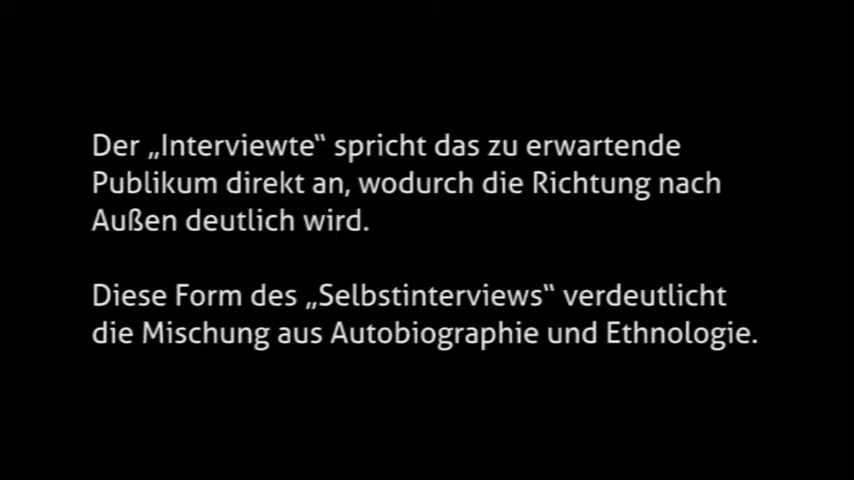 Der „Interviewte“ spricht das zu erwartende
Publikum direkt an, wodurch die Richtung nach
Außen deutlich wird.
Diese Form des „Selbstinterviews“ verdeutlicht
die Mischung aus Autobiographie und Ethnologie.